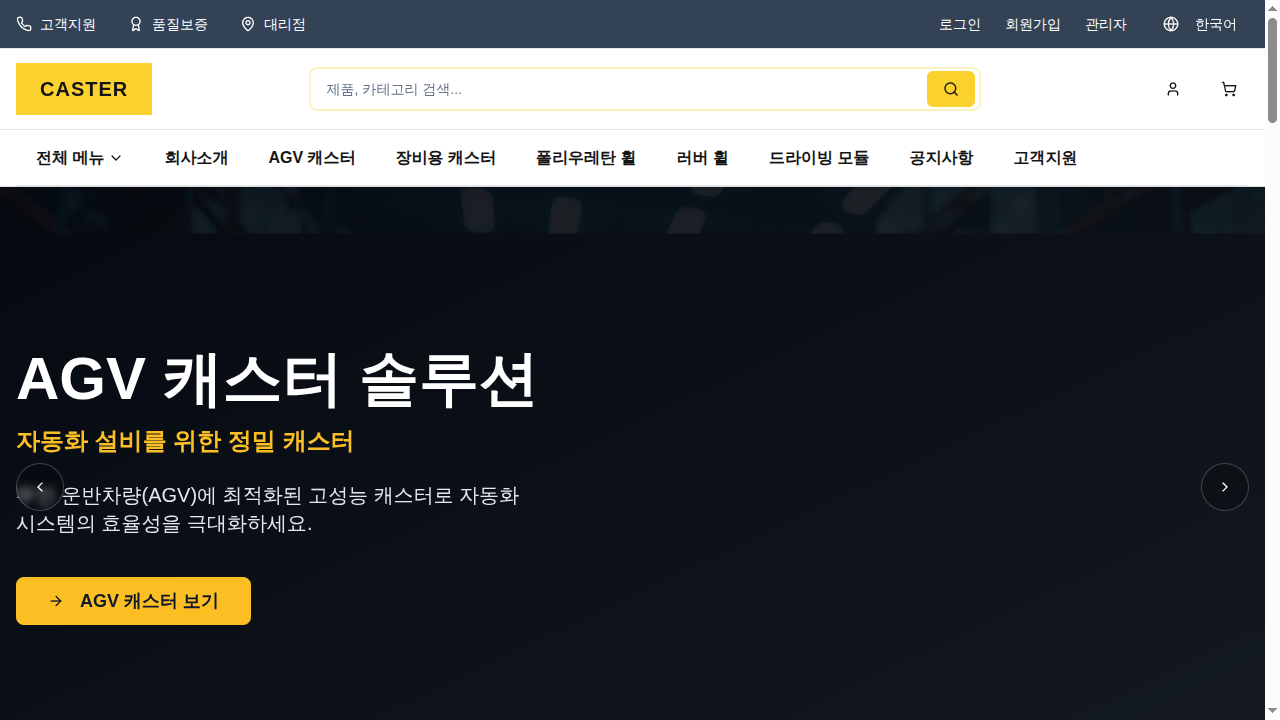 고객지원 품질보증 대리점 로그인 회원가입 관리자 한국어
CASTER 제품, 카테고리 검색...
전체 메뉴 회사소개 AGV 캐스터 장비용 캐스터 폴리우레탄 휠 러버 휠 드라이빙 모듈 공지사항 고객지원
AGV 캐스터 솔루션
자동화 설비를 위한 정밀 캐스터
운반차량(AGV)에 최적화된 고성능 캐스터로 자동화
시스템의 효율성을 극대화하세요.
AGV 캐스터 보기